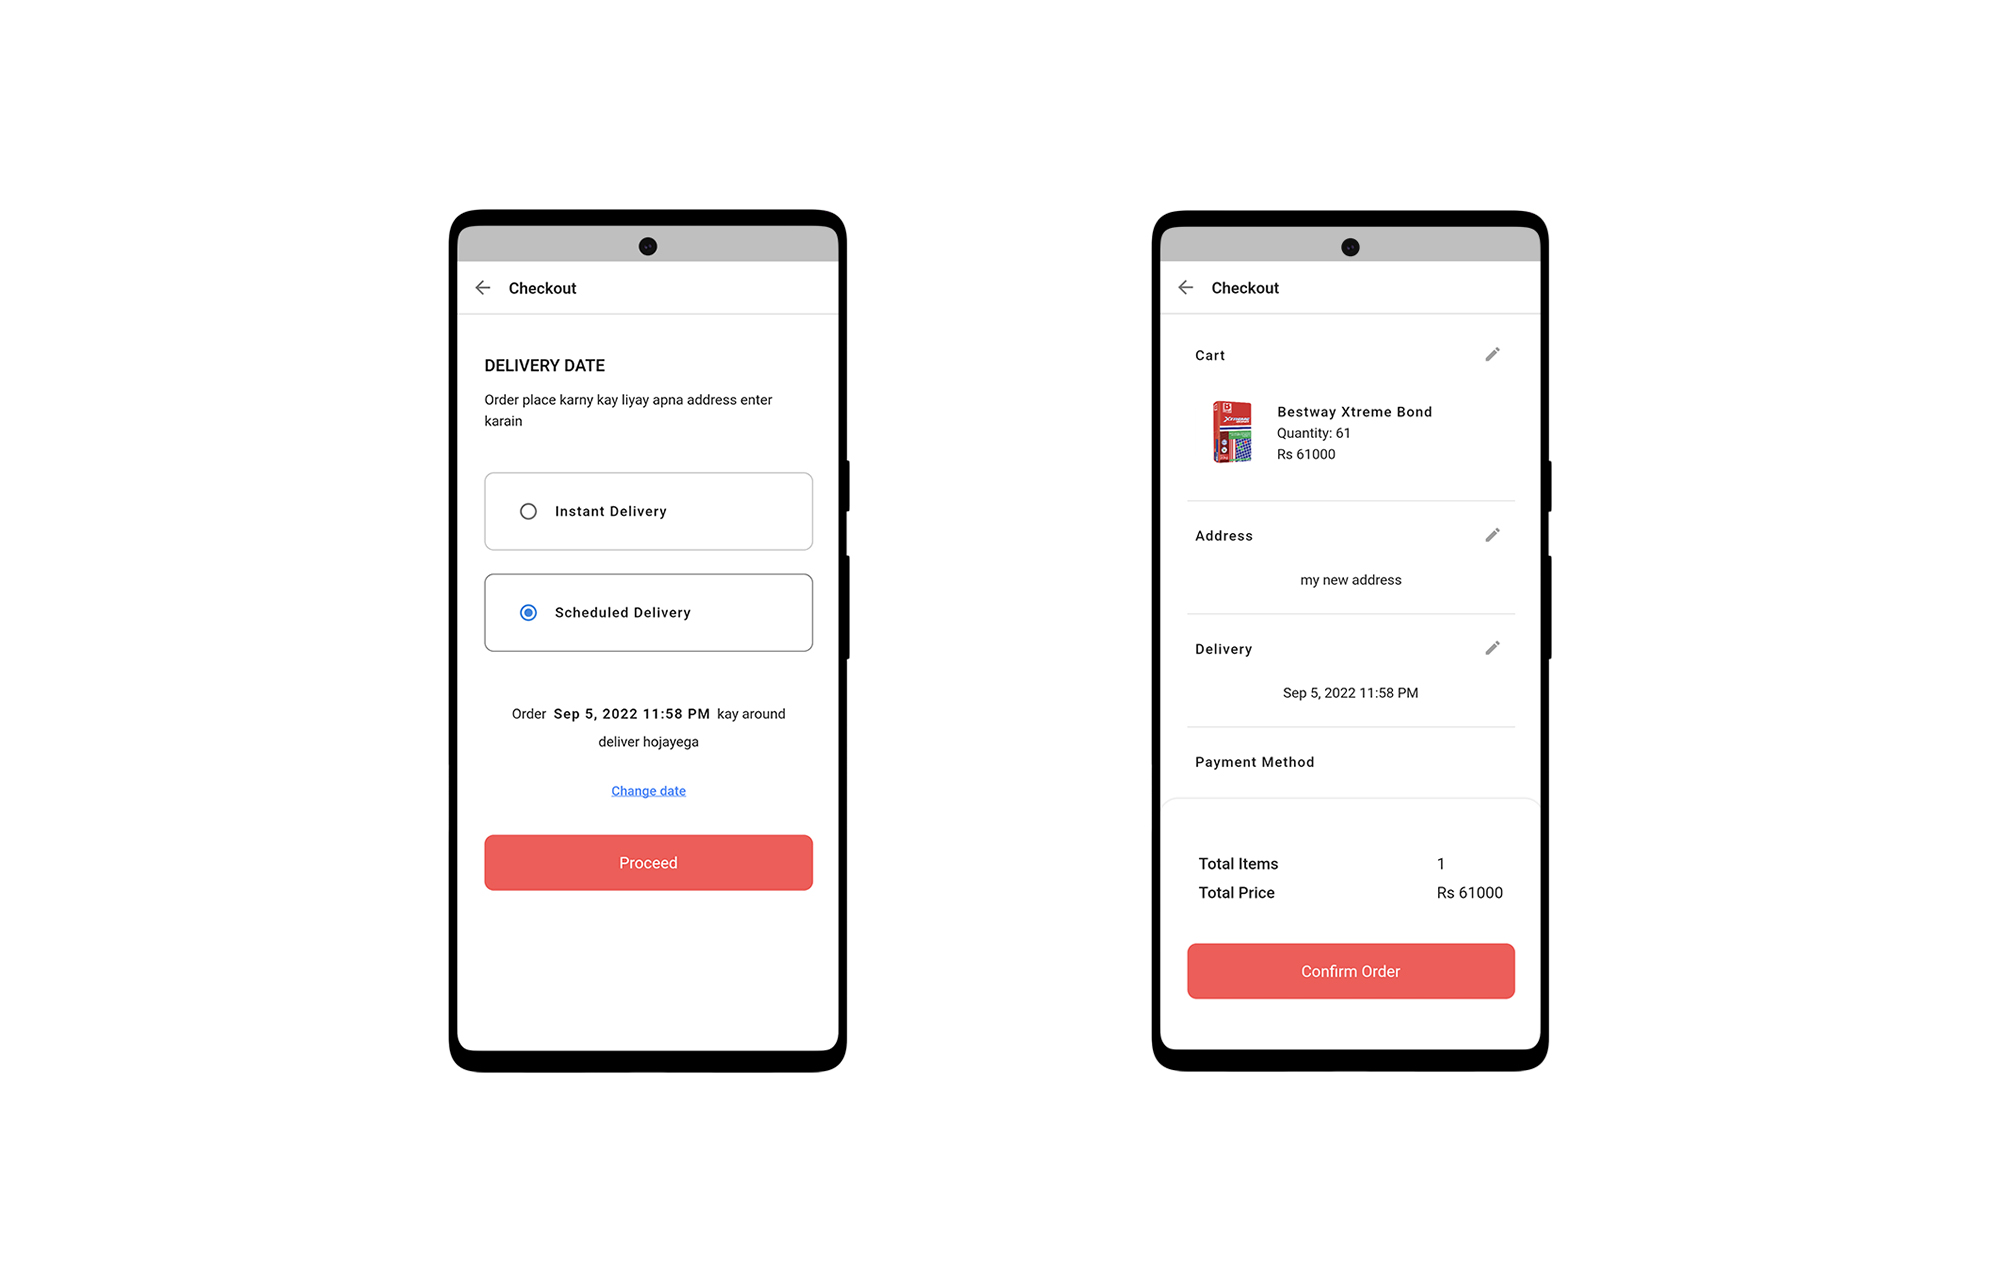 Checkout
DELIVERY DATE
Order place karny kay liyay apna address enter
karain
Instant Delivery
Scheduled Delivery
Order Sep 5, 2022 11:58 PM kay around
deliver hojayega
Change date
Proceed
Checkout
Cart
Bestway Xtreme Bond
Quantity: 61
Rs 61000
Address
my new address
Delivery
Sep 5, 2022 11:58 PM
Payment Method
Total Items 1
Total Price Rs 61000
Confirm Order